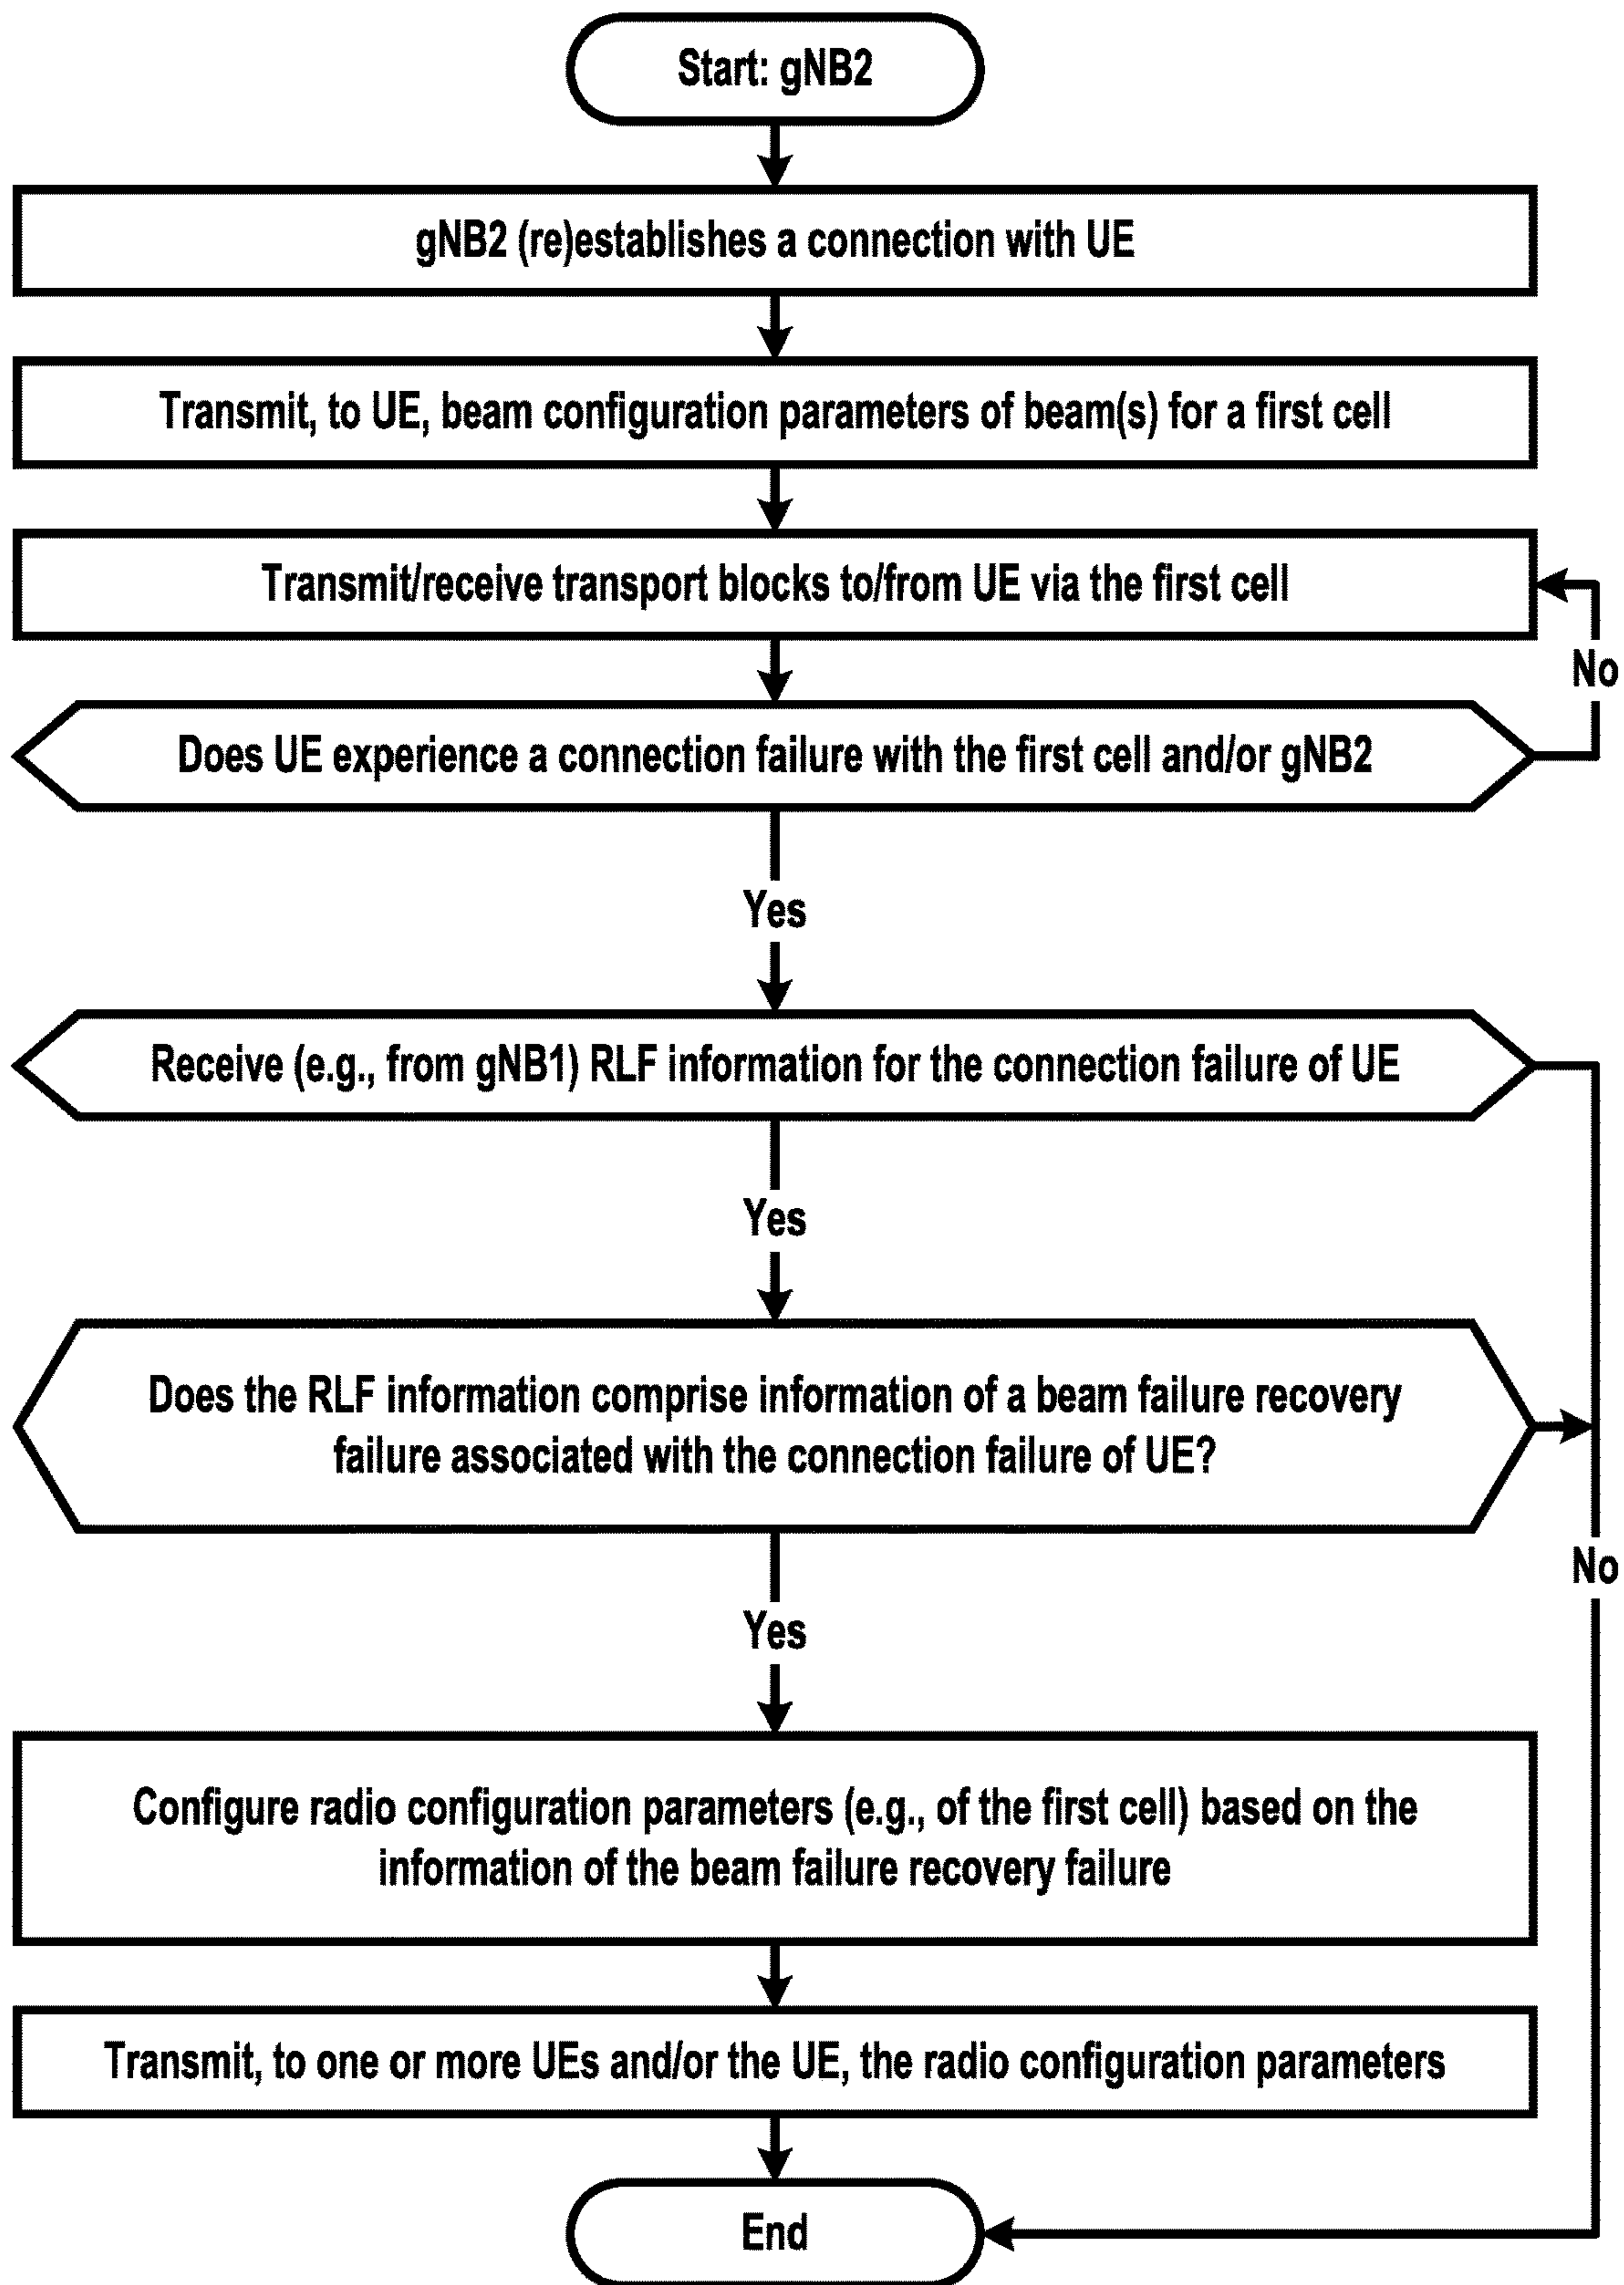 Start: gNB2
gNB2 (re)establishes a connection with UE
Transmit, to UE, beam configuration parameters of beam(s) for a first cell
Transmit/receive transport blocks to/from UE via the first cell
No
Does UE experience a connection failure with the first cell and/or gNB2
Yes
Receive (e.g., from gNB1) RLF information for the connection failure of UE
Yes
Does the RLF information comprise information of a beam failure recovery
failure associated with the connection failure of UE?
No
Yes
Configure radio configuration parameters (e.g., of the first cell) based on the
information of the beam failure recovery failure
Transmit, to one or more UEs and/or the UE, the radio configuration parameters
End